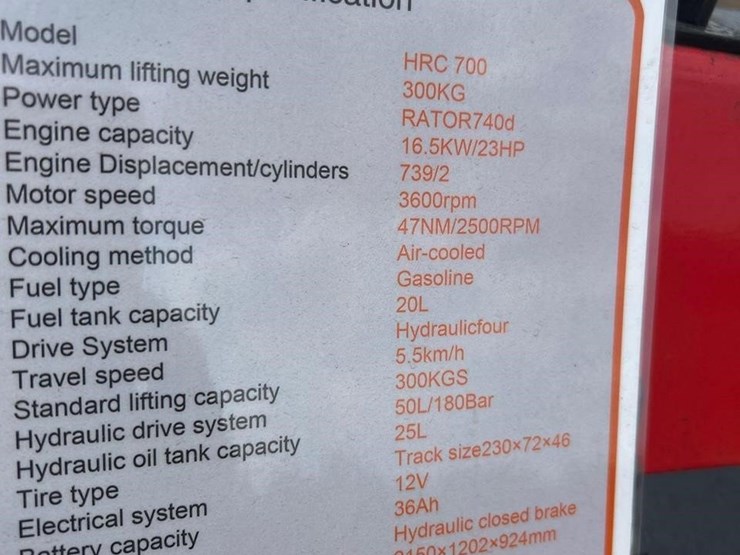 Model HRC 700
Maximum lifting weight 300KG
Power type RATOR740d
Engine capacity 16.5KW/23HP
Engine Displacement/cylinders 739/2
Motor speed 3600rpm
Maximum torque 47NM/2500RPM
Cooling method Air-cooled
Fuel type Gasoline
Fuel tank capacity 20L
Drive System Hydraulicfour
Travel speed 5.5km/h
Standard lifting capacity 300KGS
Hydraulic drive system 50L/180Bar
Hydraulic oil tank capacity 25L
Tire type Track size230×72×46
Electrical system 12V
Battery capacity 36Ah
Hydraulic closed brake